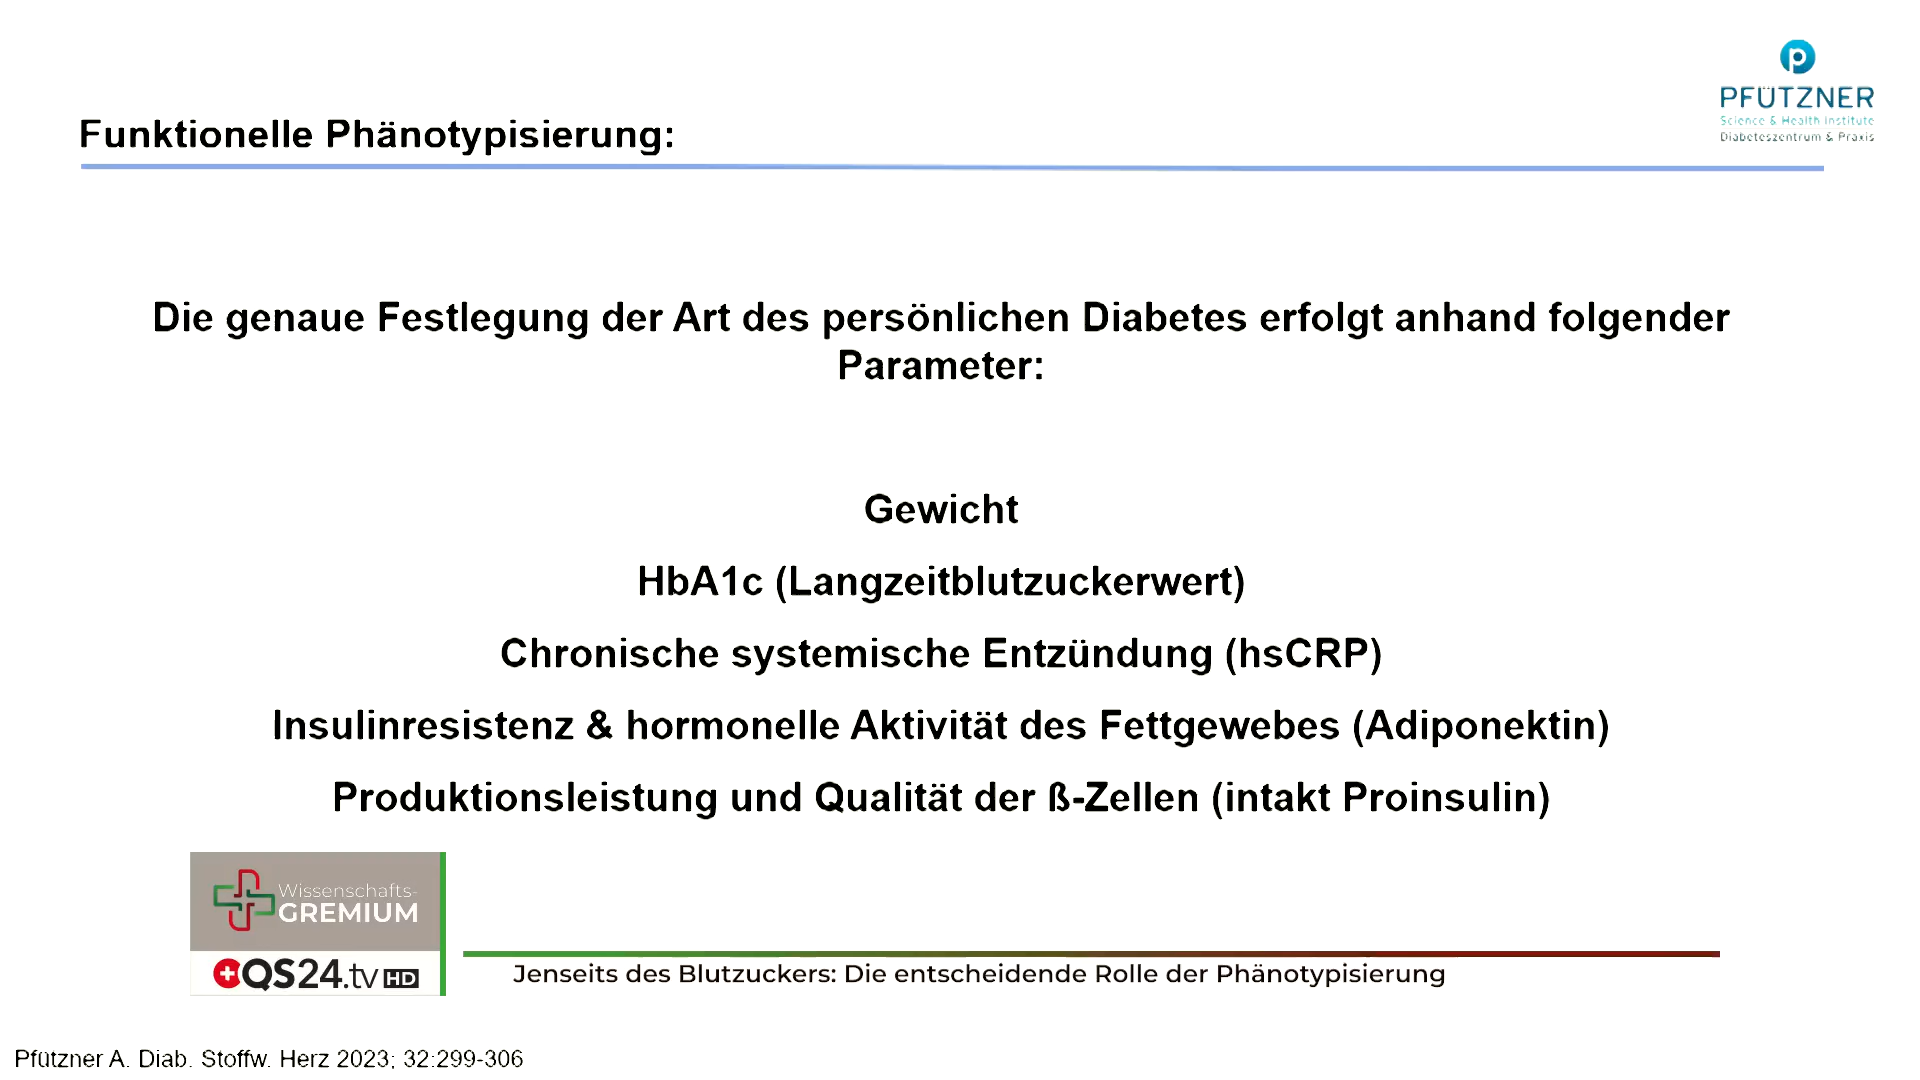 PFÜTZNER
Science & Health Institute
Diabeteszentrum & Praxis
Funktionelle Phänotypisierung:
Die genaue Festlegung der Art des persönlichen Diabetes erfolgt anhand folgender
Parameter:
Gewicht
HbA1c (Langzeitblutzuckerwert)
Chronische systemische Entzündung (hsCRP)
Insulinresistenz & hormonelle Aktivität des Fettgewebes (Adiponektin)
Produktionsleistung und Qualität der ß-Zellen (intakt Proinsulin)
Wissenschafts-
GREMIUM
QS24.tv HD
Jenseits des Blutzuckers: Die entscheidende Rolle der Phänotypisierung
Pfützner A. Diab. Stoffw. Herz 2023; 32:299-306